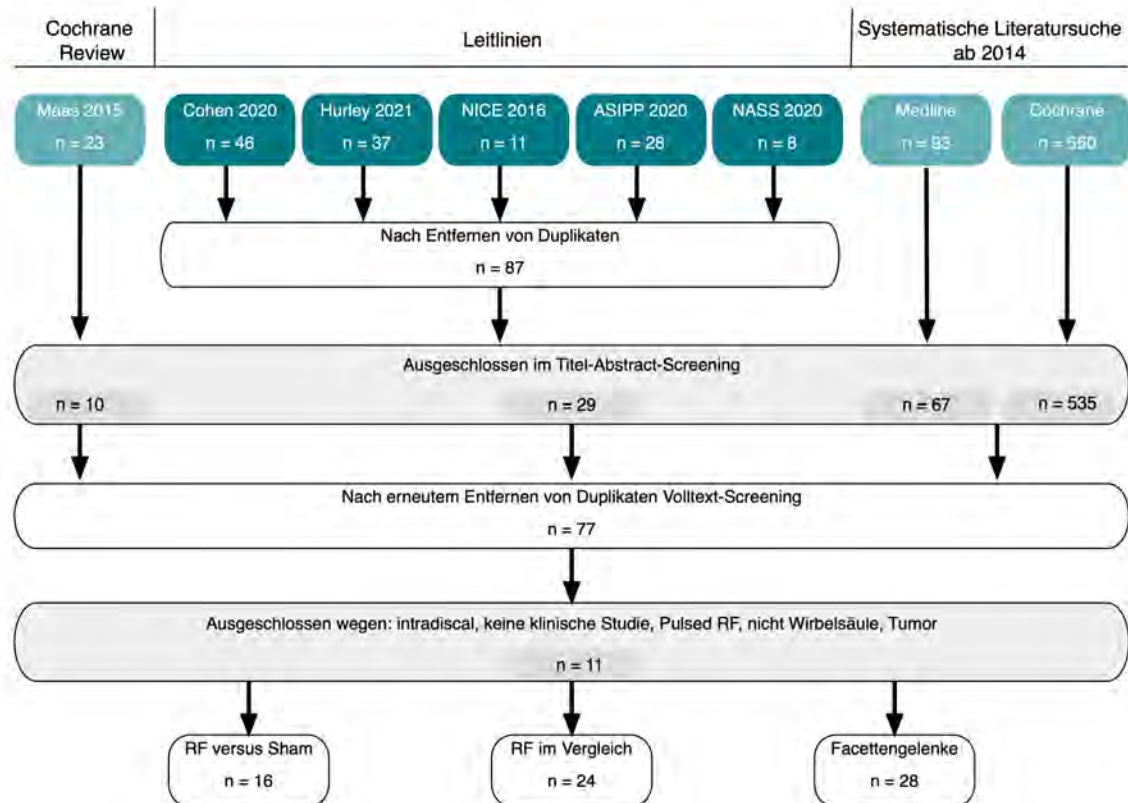 Cochrane
Review
Leitlinien
Systematische Literatursuche
ab 2014
Maas 2015
n = 23
Cohen 2020
n = 46
Hurley 2021
n = 37
NICE 2016
n = 11
ASIPP 2020
n = 28
NASS 2020
n = 8
Medline
n = 93
Cochrane
n = 550
Nach Entfernen von Duplikaten
n = 87
Ausgeschlossen im Titel-Abstract-Screening
n = 10
n = 29
n = 67
n = 535
Nach erneutem Entfernen von Duplikaten Volltext-Screening
n = 77
Ausgeschlossen wegen: intradiscal, keine klinische Studie, Pulsed RF, nicht Wirbelsäule, Tumor
n = 11
RF versus Sham
n = 16
RF im Vergleich
n = 24
Facettengelenke
n = 28